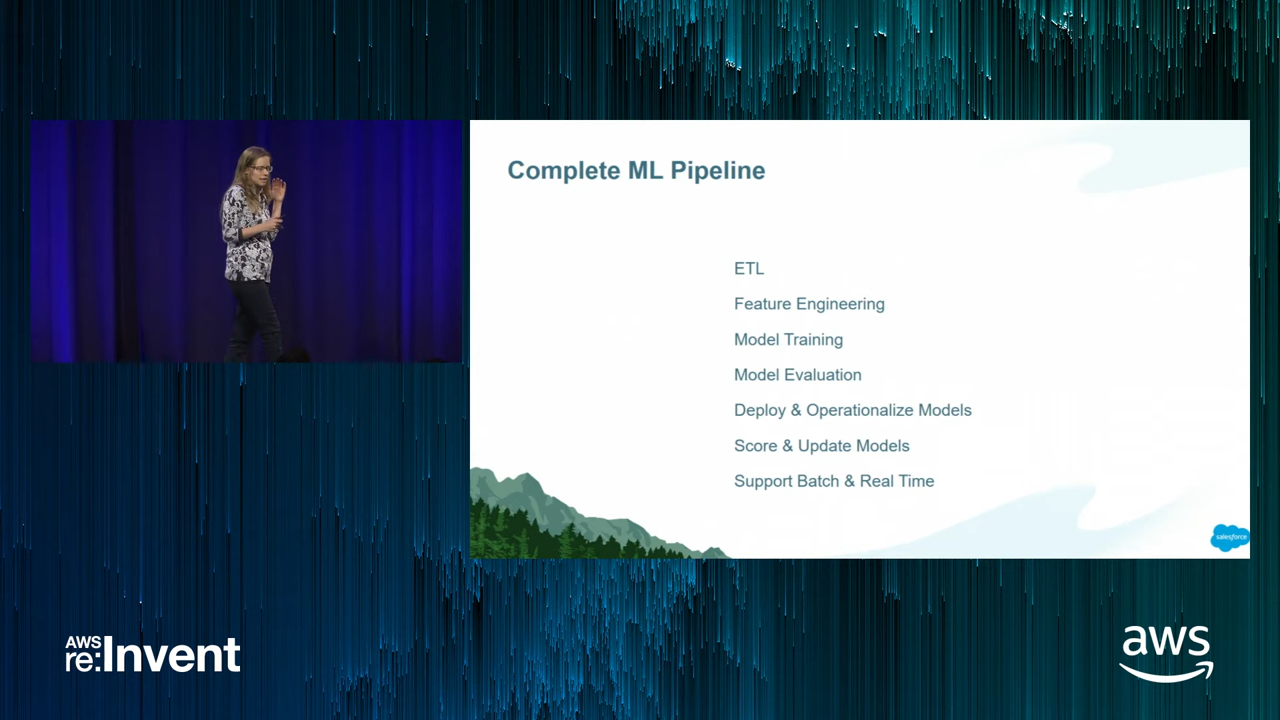 Complete ML Pipeline
ETL
Feature Engineering
Model Training
Model Evaluation
Deploy & Operationalize Models
Score & Update Models
Support Batch & Real Time
salesforce
AWS
re:Invent
aws